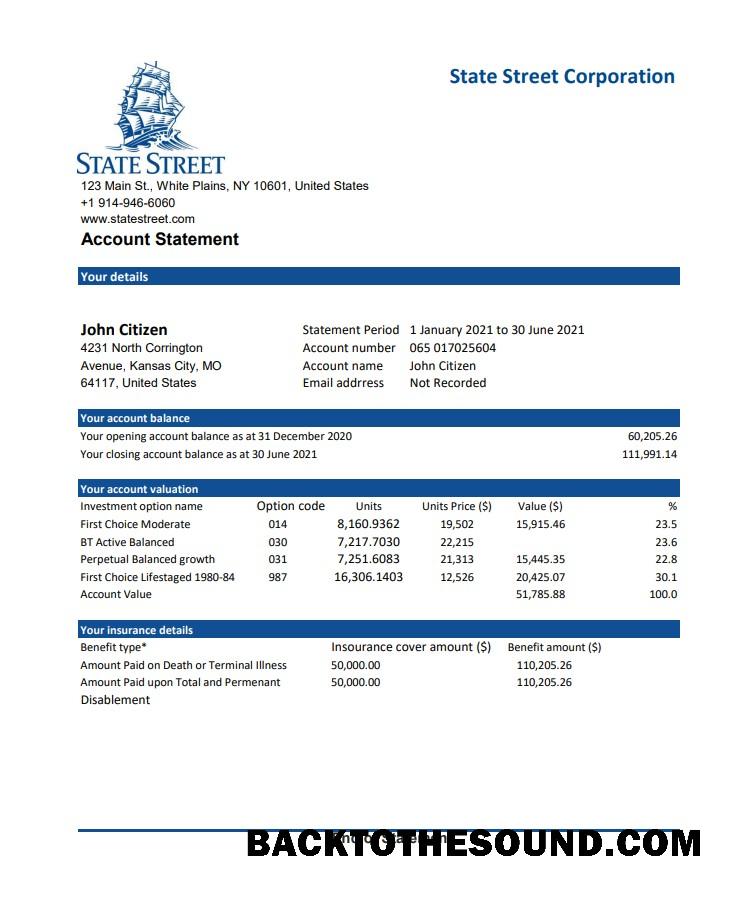 State Street Corporation
STATE STREET
123 Main St., White Plains, NY 10601, United States
+1 914-946-6060
www.statestreet.com
Account Statement
Your details
John Citizen Statement Period 1 January 2021 to 30 June 2021
4231 North Corrington Account number 065 017025604
Avenue, Kansas City, MO Account name John Citizen
64117, United States Email addrress Not Recorded
Your account balance
Your opening account balance as at 31 December 2020 60,205.26
Your closing account balance as at 30 June 2021 111,991.14
Your account valuation
Investment option name Option code Units Units Price ($) Value ($) %
First Choice Moderate 014 8,160.9362 19,502 15,915.46 23.5
BT Active Balanced 030 7,217.7030 22,215 23.6
Perpetual Balanced growth 031 7,251.6083 21,313 15,445.35 22.8
First Choice Lifestaged 1980-84 987 16,306.1403 12,526 20,425.07 30.1
Account Value 51,785.88 100.0
Your insurance details
Benefit type* Insourance cover amount ($) Benefit amount ($)
Amount Paid on Death or Terminal Illness 50,000.00 110,205.26
Amount Paid upon Total and Permenant 50,000.00 110,205.26
Disablement
BACKTOTHESOUND.COM